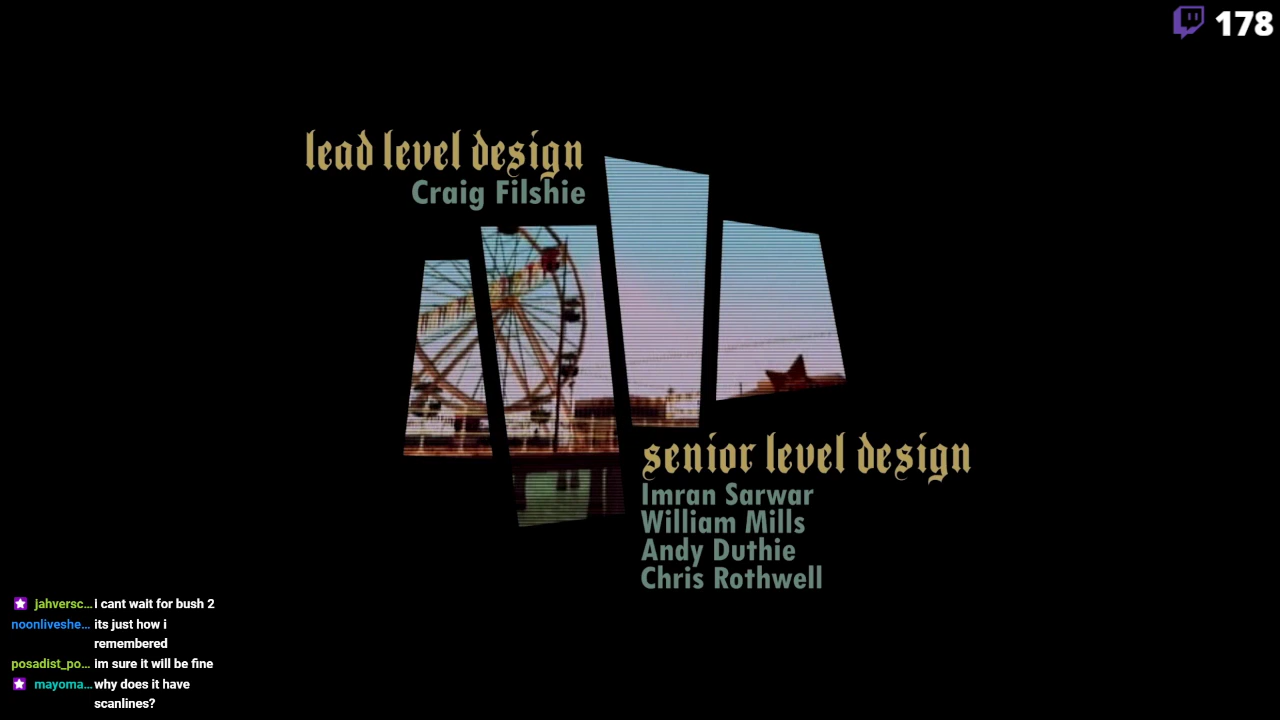 178
lead level design
Craig Filshie
senior level design
Imran Sarwar
William Mills
Andy Duthie
Chris Rothwell
jahversc... I cant wait for bush 2
noonliveshe... its just how i
remembered
posadist_po... im sure it will be fine
mayoma... why does it have
scanlines?